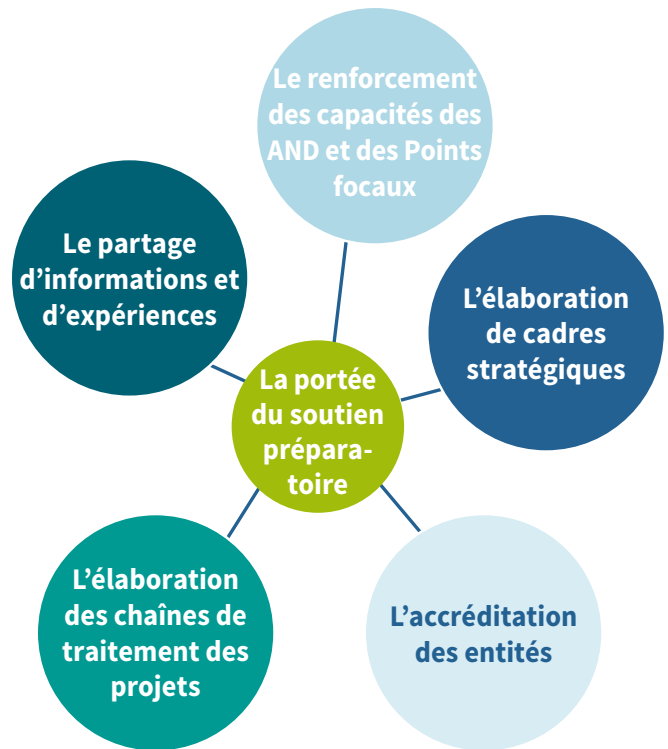 Le renforcement
des capacités des
AND et des Points
focaux
Le partage
d’informations et
d’expériences
L’élaboration
de cadres
stratégiques
La portée
du soutien
prépara-
toire
L’élaboration
des chaînes de
traitement des
projets
L’accréditation
des entités